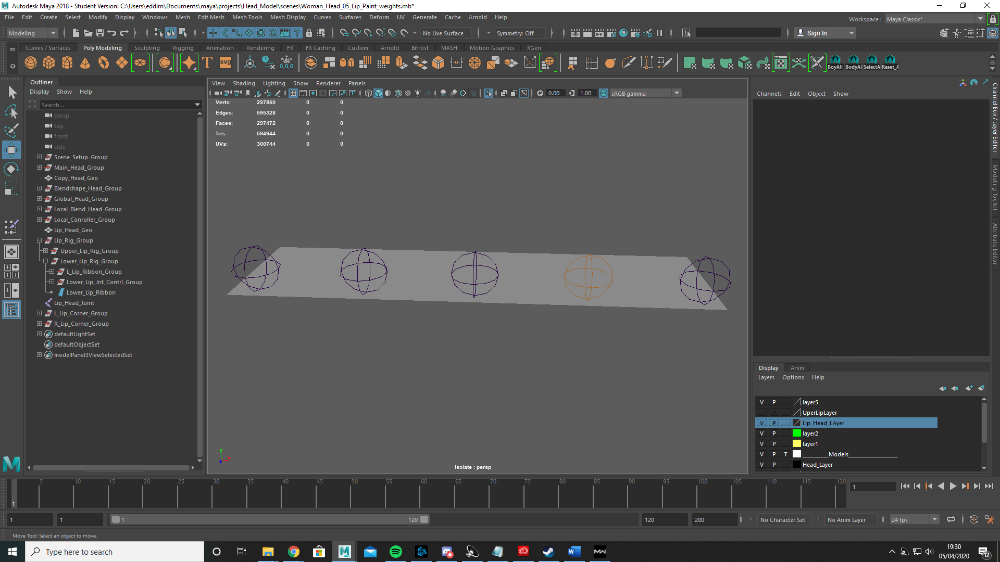 Autodesk Maya 2018 - Student Version: C:\Users\eddim\Documents\maya\projects\Head_Model\scenes\Woman_Head_05_Lip_Paint_weights.mb*
File Edit Create Select Modify Display Windows Mesh Edit Mesh Mesh Tools Mesh Display Curves Surfaces Deform UV Generate Cache Arnold Help
Workspace : Maya Classic*
Modeling No Live Surface Symmetry: Off Sign In
Curves / Surfaces Poly Modeling Sculpting Rigging Animation Rendering FX FX Caching Custom Arnold Bifrost MASH Motion Graphics XGen
T svg 0,0,0 IPR
BoyAll BodyAl SelectA Reset_A
Outliner
Display Show Help
Search...
persp
top
front
side
Scene_Setup_Group
Main_Head_Group
Copy_Head_Geo
Blendshape_Head_Group
Global_Head_Group
Local_Blend_Head_Group
Local_Conroller_Group
Lip_Head_Geo
Lip_Rig_Group
Upper_Lip_Rig_Group
Lower_Lip_Rig_Group
L_Lip_Ribbon_Group
Lower_Lip_Jnt_Contrl_Group
Lower_Lip_Ribbon
Lip_Head_Joint
L_Lip_Corner_Group
R_Lip_Corner_Group
defaultLightSet
defaultObjectSet
modelPanel3ViewSelectedSet
View Shading Lighting Show Renderer Panels
0.00 1.00 ON sRGB gamma
Verts: 297860 0 0
Edges: 595328 0 0
Faces: 297472 0 0
Tris: 594944 0 0
UVs: 300744 0 0
y
z x
Isolate : persp
Channels Edit Object Show
Channel Box / Layer Editor
Modeling Toolkit
Attribute Editor
Display Anim
Layers Options Help
V P layer5
P UperLipLayer
V P Lip_Head_LAyer
V P layer2
V P layer1
V P T __________Models___________________
V P Head_Layer
5 10 15 20 25 30 35 40 45 50 55 60 65 70 75 80 85 90 95 100 105 110 115 120
1
1
1 1 1 120 120 200 No Character Set No Anim Layer 24 fps
Move Tool: Select an object to move.
Type here to search
MAYA
19:30
05/04/2020
12